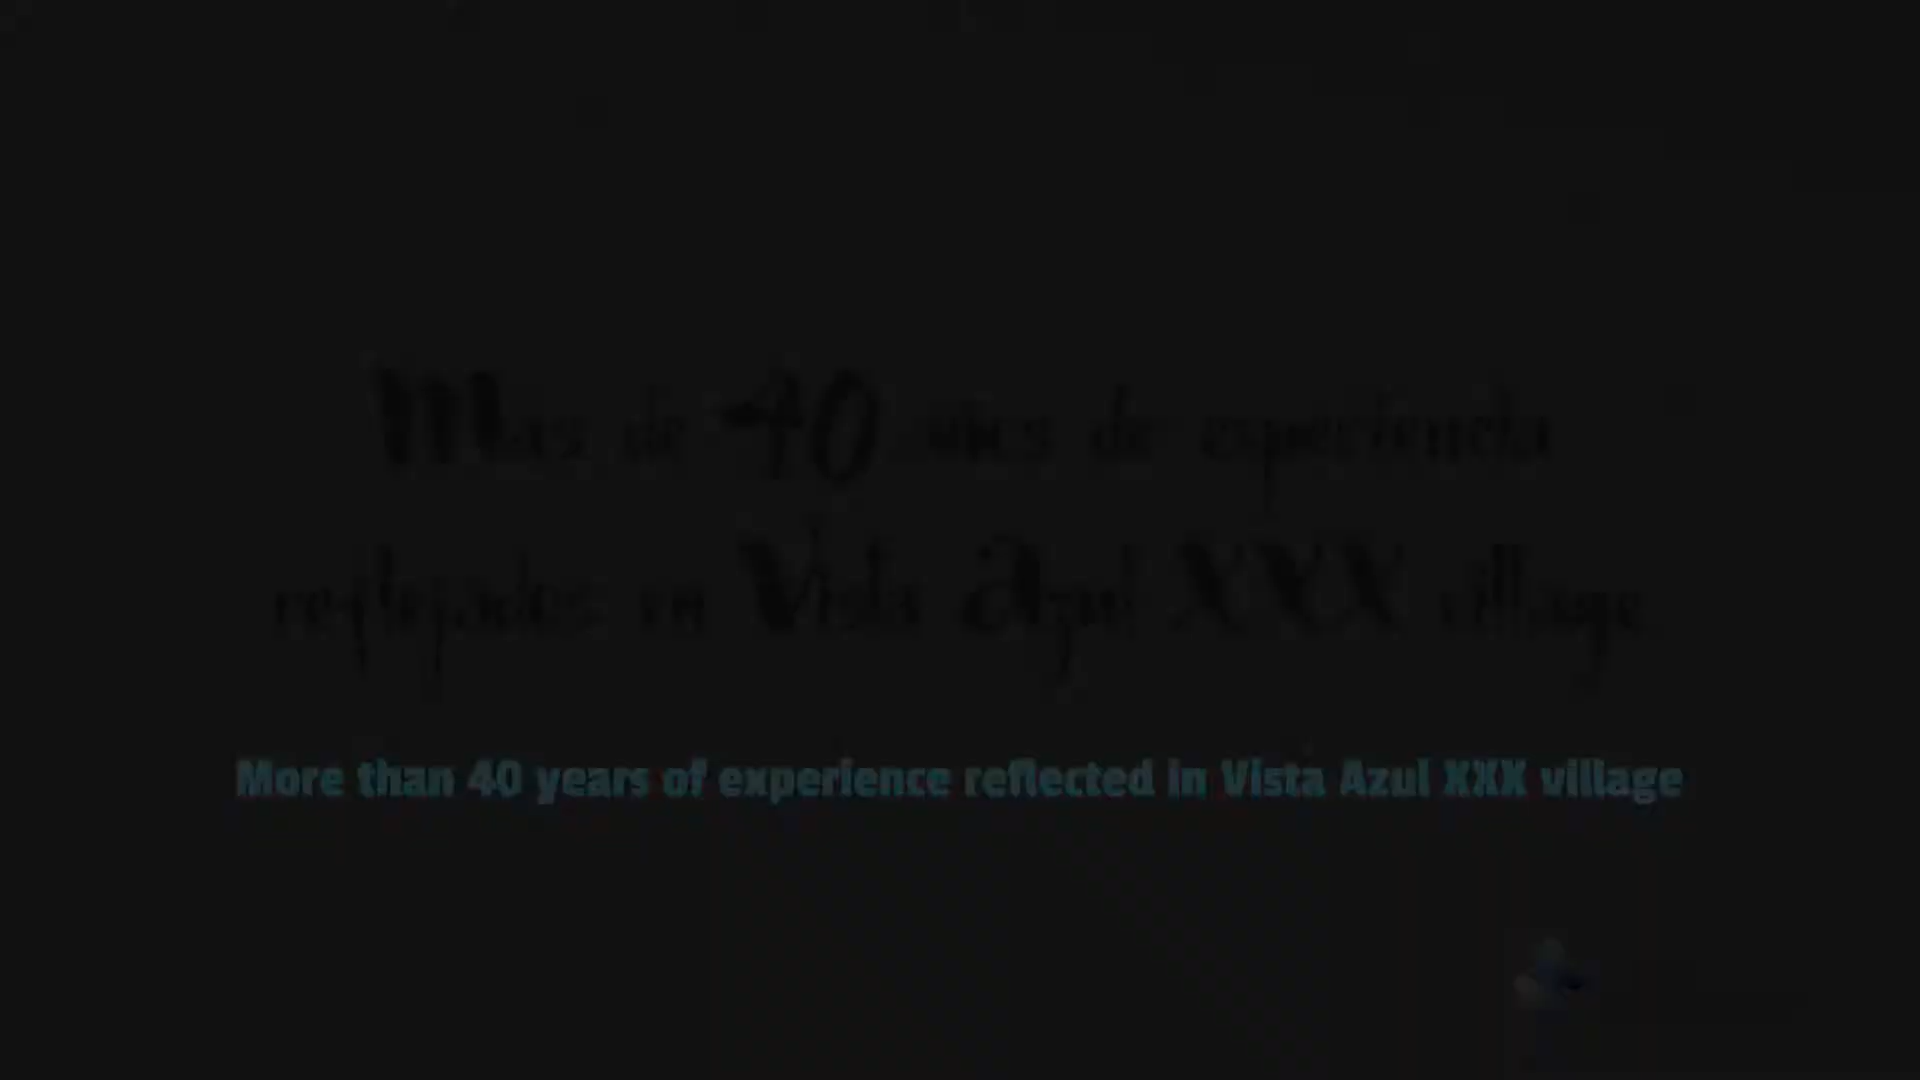 Mas de 40 años de experiencia
reflejados en Vista Azul XXX village
More than 40 years of experience reflected in Vista Azul XXX village